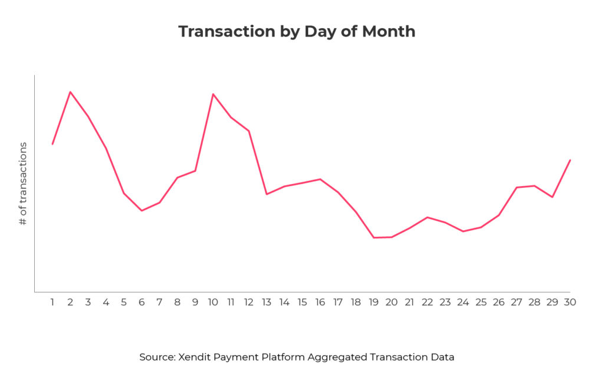 Transaction by Day of Month
# of transactions
1 2 3 4 5 6 7 8 9 10 11 12 13 14 15 16 17 18 19 20 21 22 23 24 25 26 27 28 29 30
Source: Xendit Payment Platform Aggregated Transaction Data